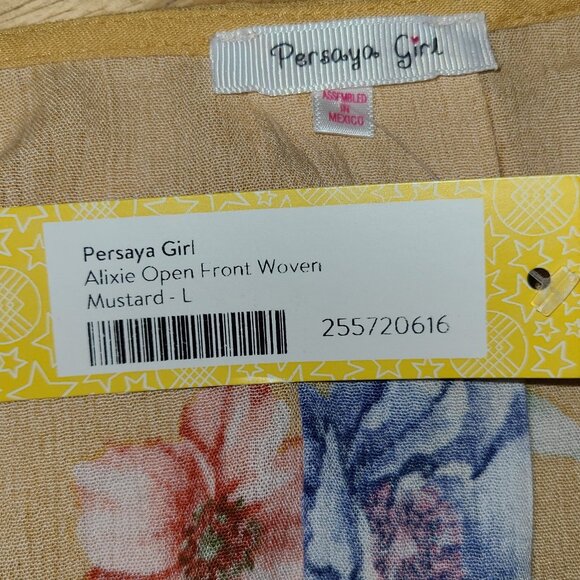 Persaya Girl
ASSEMBLED
IN
MEXICO
Persaya Girl
Alixie Open Front Woven
Mustard - L
255720616